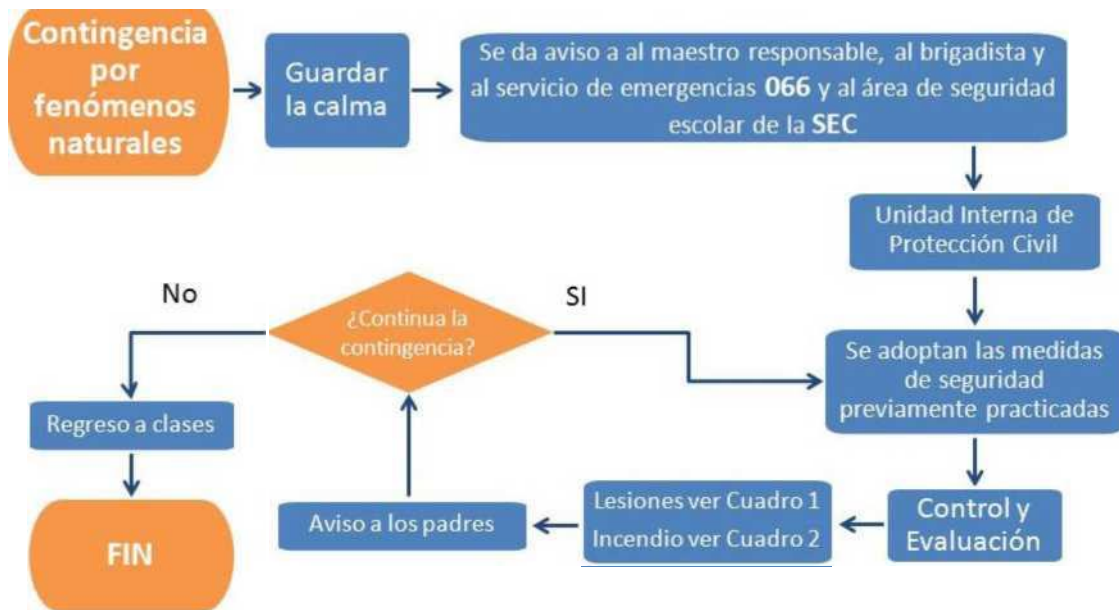 Contingencia
por
fenómenos
naturales
Guardar
la calma
Se da aviso a al maestro responsable, al brigadista y
al servicio de emergencias 066 y al área de seguridad
escolar de la SEC
Unidad Interna de
Protección Civil
Se adoptan las medidas
de seguridad
previamente practicadas
Control y
Evaluación
Lesiones ver Cuadro 1
Incendio ver Cuadro 2
Aviso a los padres
¿Continua la
contingencia?
SI
No
Regreso a clases
FIN